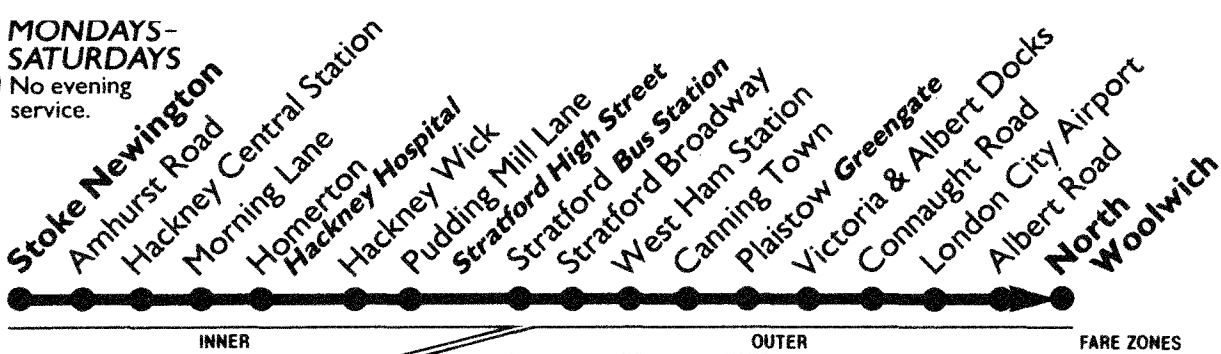 MONDAYS-
SATURDAYS
No evening
service.
Stoke Newington
Amhurst Road
Hackney Central Station
Morning Lane
Homerton
Hackney Hospital
Hackney Wick
Pudding Mill Lane
Stratford High Street
Stratford Bus Station
Stratford Broadway
West Ham Station
Canning Town
Plaistow Greengate
Victoria & Albert Docks
Connaught Road
London City Airport
Albert Road
North
Woolwich
INNER
OUTER
FARE ZONES